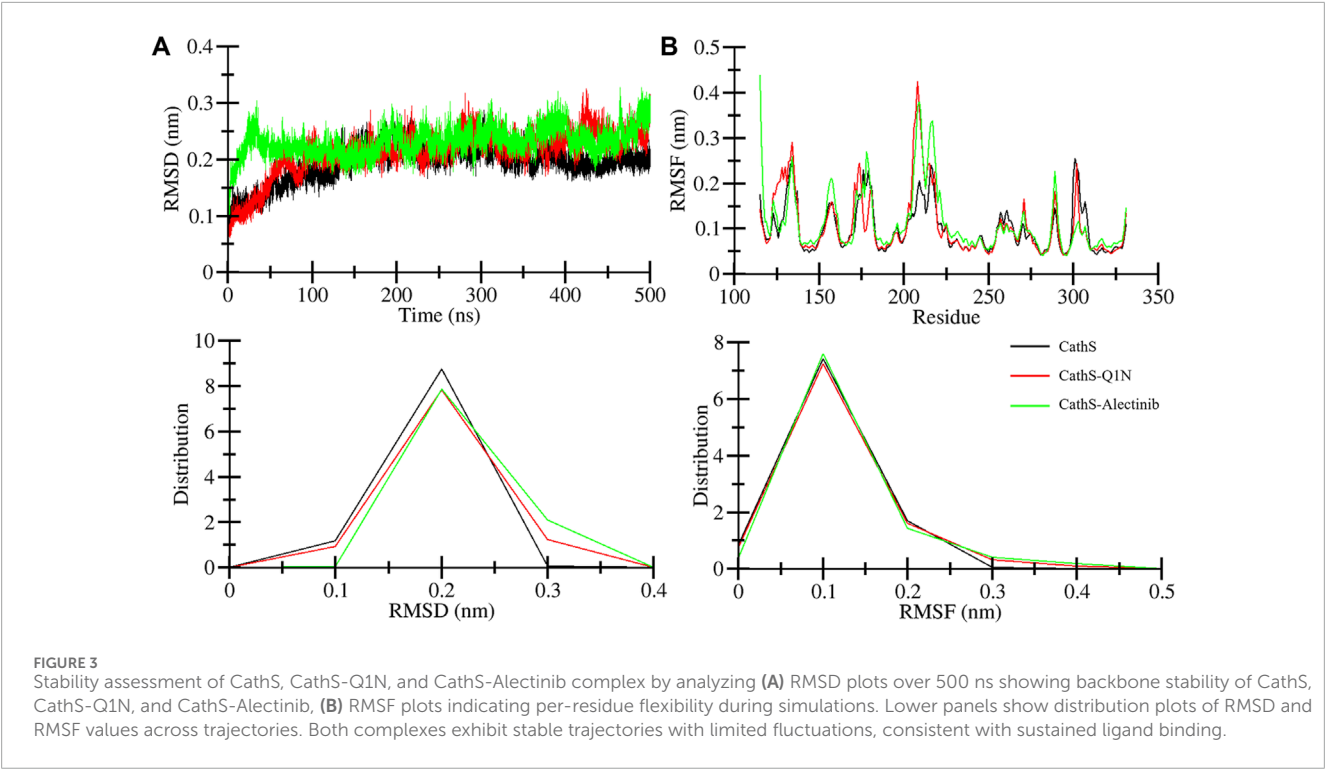 A
B
0.4
0.3
0.2
0.1
0
RMSD (nm)
0 100 200 300 400 500
Time (ns)
0.5
0.4
0.3
0.2
0.1
0
RMSF (nm)
100 150 200 250 300 350
Residue
10
8
6
4
2
0
Distribution
0 0.1 0.2 0.3 0.4
RMSD (nm)
8
6
4
2
0
Distribution
0 0.1 0.2 0.3 0.4 0.5
RMSF (nm)
CathS
CathS-Q1N
CathS-Alectinib
FIGURE 3
Stability assessment of CathS, CathS-Q1N, and CathS-Alectinib complex by analyzing (A) RMSD plots over 500 ns showing backbone stability of CathS,
CathS-Q1N, and CathS-Alectinib, (B) RMSF plots indicating per-residue flexibility during simulations. Lower panels show distribution plots of RMSD and
RMSF values across trajectories. Both complexes exhibit stable trajectories with limited fluctuations, consistent with sustained ligand binding.